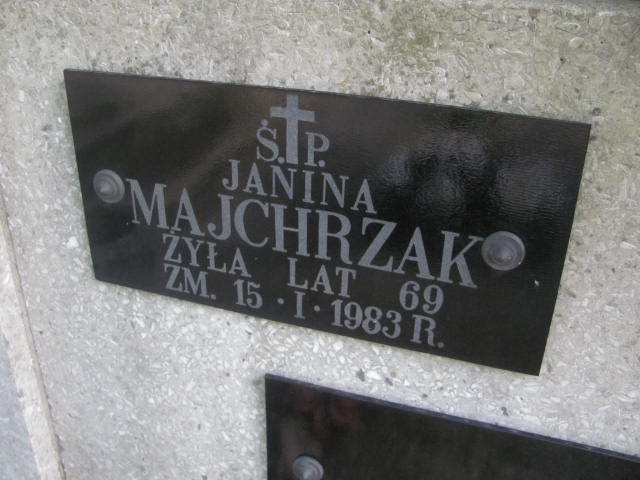 Ś.P.
JANINA
MAJCHRZAK
ŻYŁA LAT 69
ZM. 15·I·1983 R.